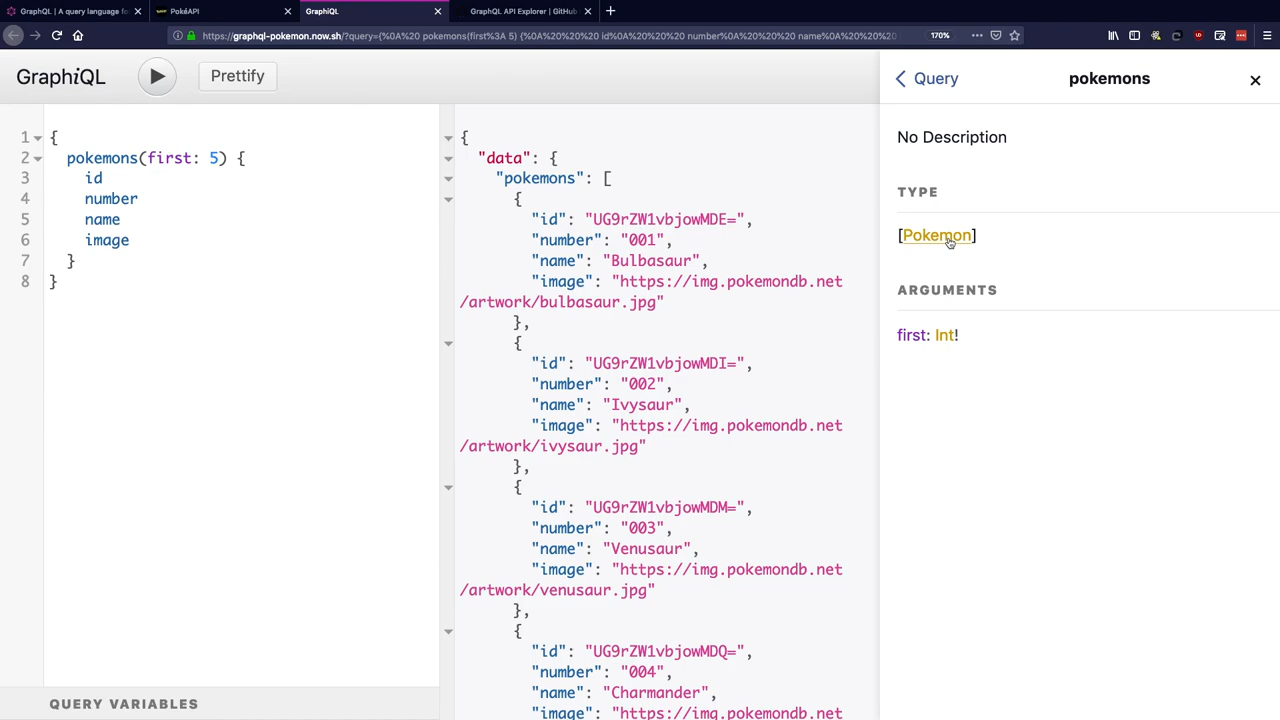 GraphQL | A query language fo
PokéAPI
GraphiQL
GraphQL API Explorer | GitHub
https://graphql-pokemon.now.sh/?query={%0A%20 pokemons(first%3A 5) {%0A%20%20 id%0A%20%20%20 number%0A%20%20%20 name%0A%20%20%20
170%
GraphiQL
Prettify
Query
pokemons
1 {
2 pokemons(first: 5) {
3 id
4 number
5 name
6 image
7 }
8 }
QUERY VARIABLES
{
"data": {
"pokemons": [
{
"id": "UG9rZW1vbjowMDE=",
"number": "001",
"name": "Bulbasaur",
"image": "https://img.pokemondb.net
/artwork/bulbasaur.jpg"
},
{
"id": "UG9rZW1vbjowMDI=",
"number": "002",
"name": "Ivysaur",
"image": "https://img.pokemondb.net
/artwork/ivysaur.jpg"
},
{
"id": "UG9rZW1vbjowMDM=",
"number": "003",
"name": "Venusaur",
"image": "https://img.pokemondb.net
/artwork/venusaur.jpg"
},
{
"id": "UG9rZW1vbjowMDQ=",
"number": "004",
"name": "Charmander",
"image": "https://img.pokemondb.net
No Description
TYPE
[Pokemon]
ARGUMENTS
first: Int!